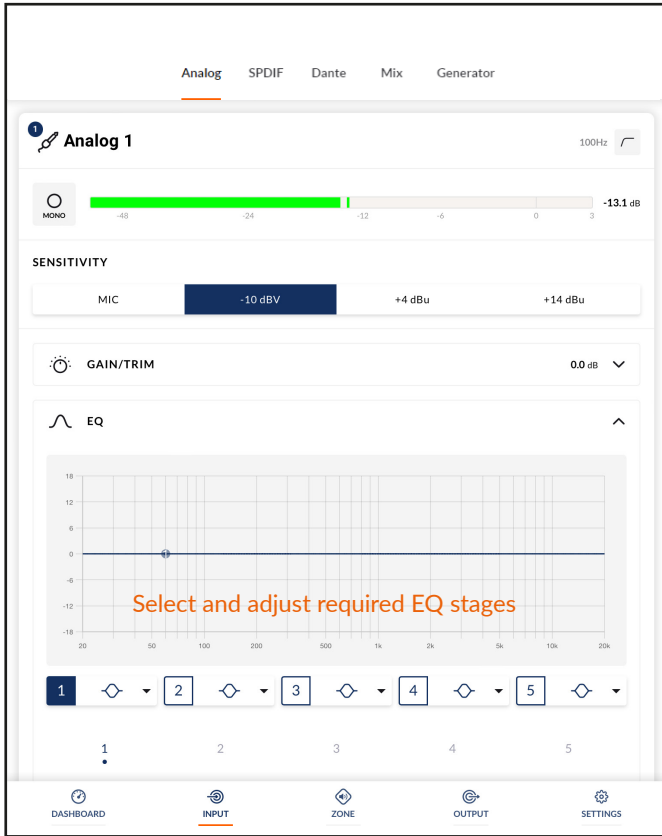 Analog SPDIF Dante Mix Generator
1
Analog 1
100Hz
MONO
-13.1 dB
-48 -24 -12 -6 0 3
SENSITIVITY
MIC -10 dBV +4 dBu +14 dBu
GAIN/TRIM 0.0 dB
EQ
18
12
6
0
1
-6
-12
Select and adjust required EQ stages
-18
20 50 100 200 500 1k 2k 5k 10k 20k
1 2 3 4 5
1 2 3 4 5
DASHBOARD INPUT ZONE OUTPUT SETTINGS